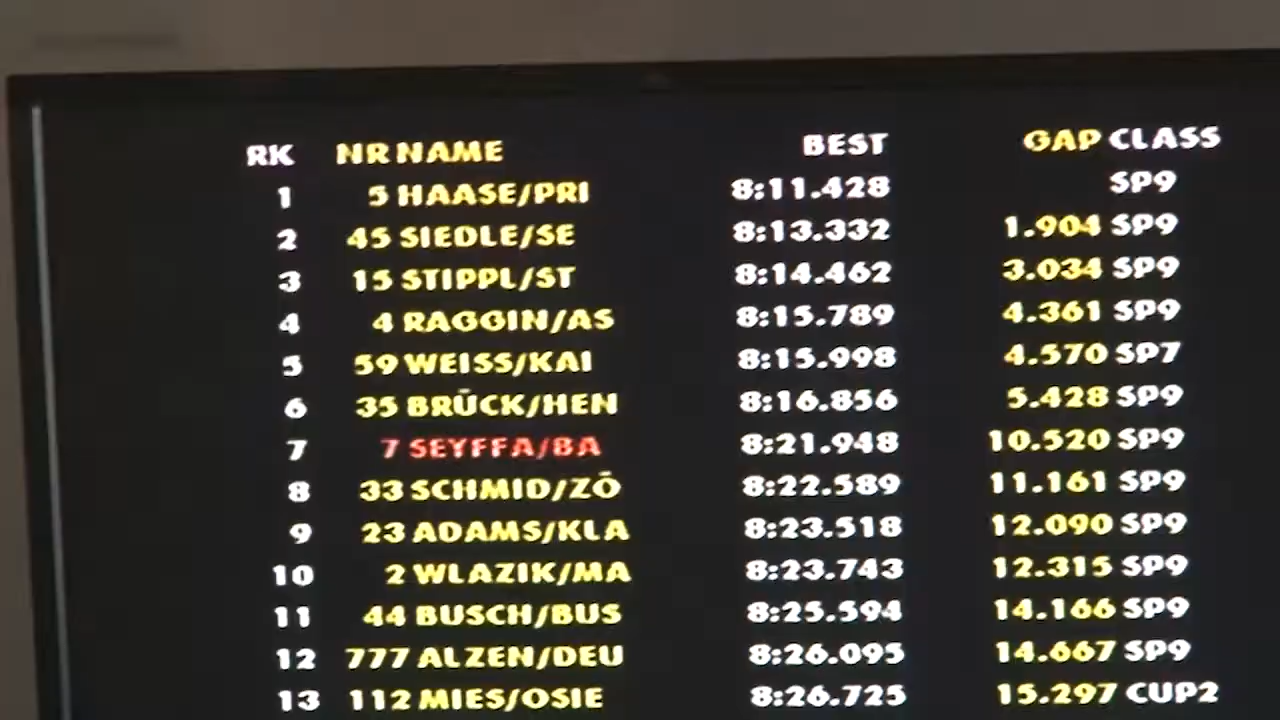 RK NR NAME BEST GAP CLASS
1 5 HAASE/PRI 8:11.428 SP9
2 45 SIEDLE/SE 8:13.332 1.904 SP9
3 15 STIPPL/ST 8:14.462 3.034 SP9
4 4 RAGGIN/AS 8:15.789 4.361 SP9
5 59 WEISS/KAI 8:15.998 4.570 SP7
6 35 BRÜCK/HEN 8:16.856 5.428 SP9
7 7 SEYFFA/BA 8:21.948 10.520 SP9
8 33 SCHMID/ZÖ 8:22.589 11.161 SP9
9 23 ADAMS/KLA 8:23.518 12.090 SP9
10 2 WLAZIK/MA 8:23.743 12.315 SP9
11 44 BUSCH/BUS 8:25.594 14.166 SP9
12 777 ALZEN/DEU 8:26.095 14.667 SP9
13 112 MIES/OSIE 8:26.725 15.297 CUP2